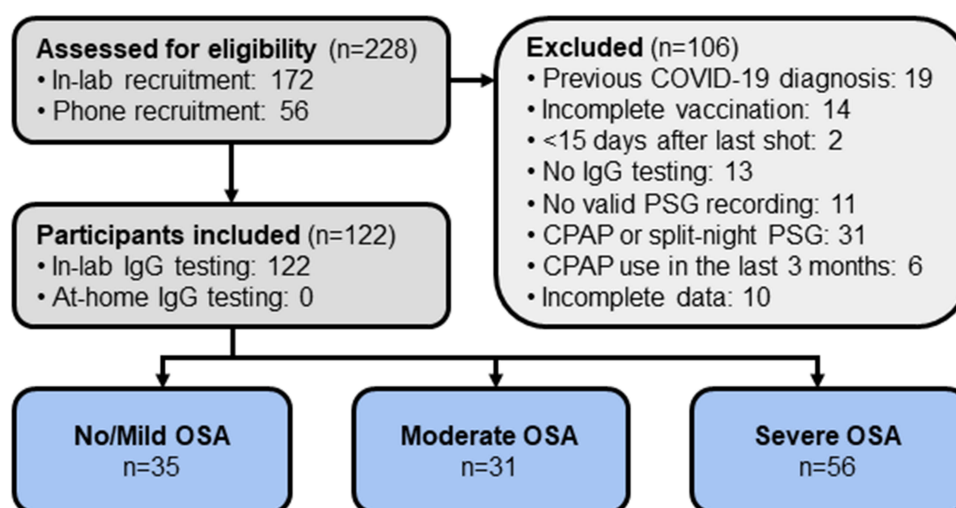 Assessed for eligibility (n=228)
• In-lab recruitment: 172
• Phone recruitment: 56
Excluded (n=106)
• Previous COVID-19 diagnosis: 19
• Incomplete vaccination: 14
• <15 days after last shot: 2
• No IgG testing: 13
• No valid PSG recording: 11
• CPAP or split-night PSG: 31
• CPAP use in the last 3 months: 6
• Incomplete data: 10
Participants included (n=122)
• In-lab IgG testing: 122
• At-home IgG testing: 0
No/Mild OSA
n=35
Moderate OSA
n=31
Severe OSA
n=56